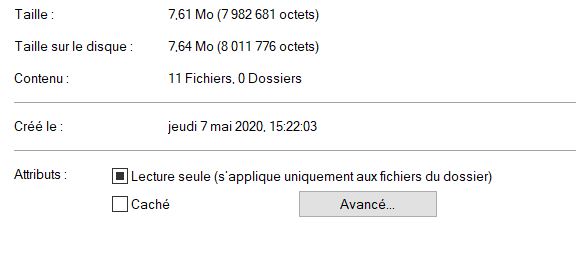 Taille :
7,61 Mo (7 982 681 octets)
Taille sur le disque :
7,64 Mo (8 011 776 octets)
Contenu :
11 Fichiers, 0 Dossiers
Créé le :
jeudi 7 mai 2020, 15:22:03
Attributs :
Lecture seule (s'applique uniquement aux fichiers du dossier)
Caché
Avancé...